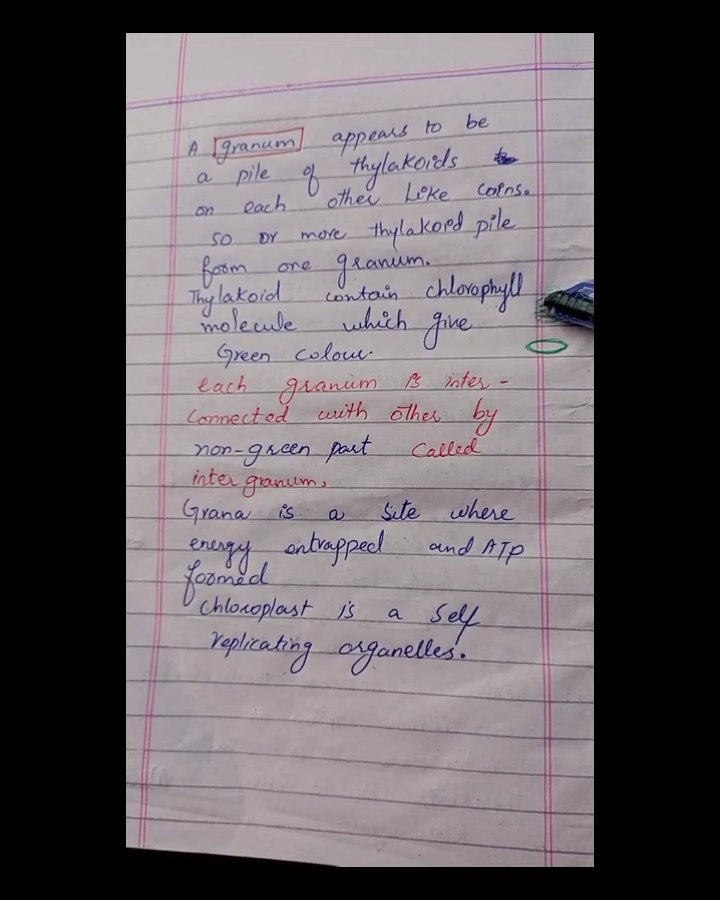 A granum appears to be
a pile of thylakoids
on each other Like coins.
50 or more thylakoid pile
form one granum.
Thylakoid contain chlorophyll
molecule which give
Green colour.
each granum is inter-
connected with other by
non-green part called
inter granum.
Grana is a site where
energy entrapped and ATP
formed
chloroplast is a Self
replicating organelles.